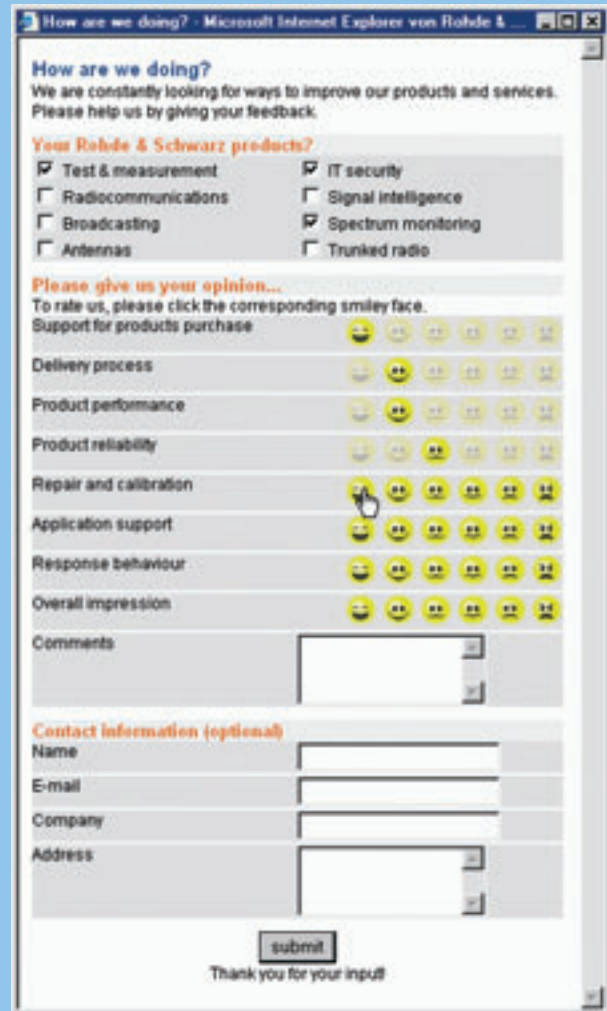 How are we doing? - Microsoft Internet Explorer von Rohde & ...
How are we doing?
We are constantly looking for ways to improve our products and services.
Please help us by giving your feedback.
Your Rohde & Schwarz products?
Test & measurement IT security
Radiocommunications Signal intelligence
Broadcasting Spectrum monitoring
Antennas Trunked radio
Please give us your opinion...
To rate us, please click the corresponding smiley face.
Support for products purchase
Delivery process
Product performance
Product reliability
Repair and calibration
Application support
Response behaviour
Overall impression
Comments
Contact information (optional)
Name
E-mail
Company
Address
submit
Thank you for your input!